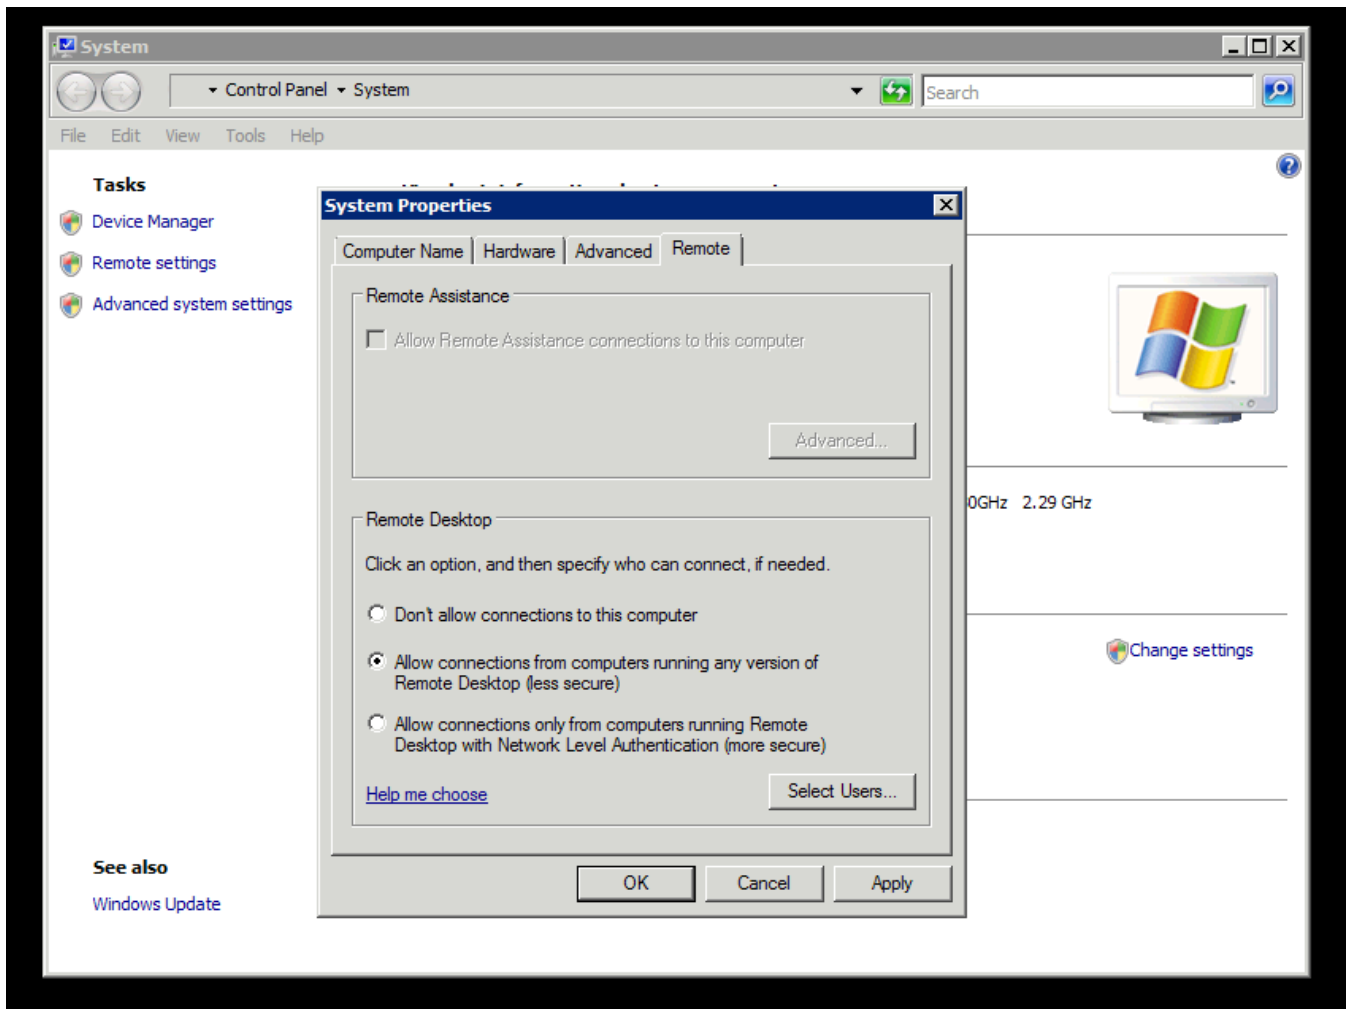 System
Control Panel System
Search
File Edit View Tools Help
Tasks
Device Manager
Remote settings
Advanced system settings
System Properties
Computer Name Hardware Advanced Remote
Remote Assistance
Allow Remote Assistance connections to this computer
Advanced...
Remote Desktop
Click an option, and then specify who can connect, if needed.
Don't allow connections to this computer
Allow connections from computers running any version of
Remote Desktop (less secure)
Allow connections only from computers running Remote
Desktop with Network Level Authentication (more secure)
Help me choose
Select Users...
OK Cancel Apply
0GHz 2.29 GHz
Change settings
See also
Windows Update